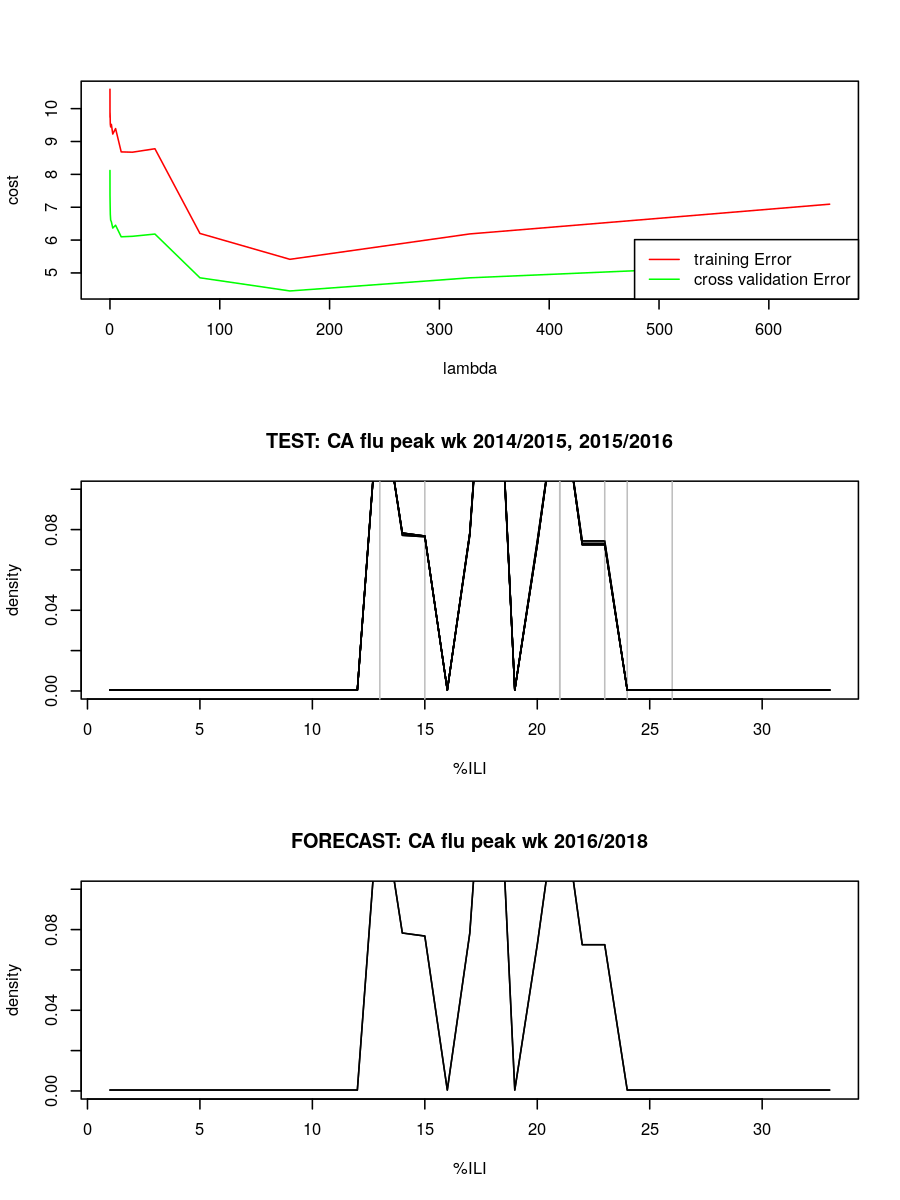 cost
10
9
8
7
6
5
training Error
cross validation Error
0 100 200 300 400 500 600
lambda
TEST: CA flu peak wk 2014/2015, 2015/2016
density
0.08
0.04
0.00
0 5 10 15 20 25 30
%ILI
FORECAST: CA flu peak wk 2016/2018
density
0.08
0.04
0.00
0 5 10 15 20 25 30
%ILI